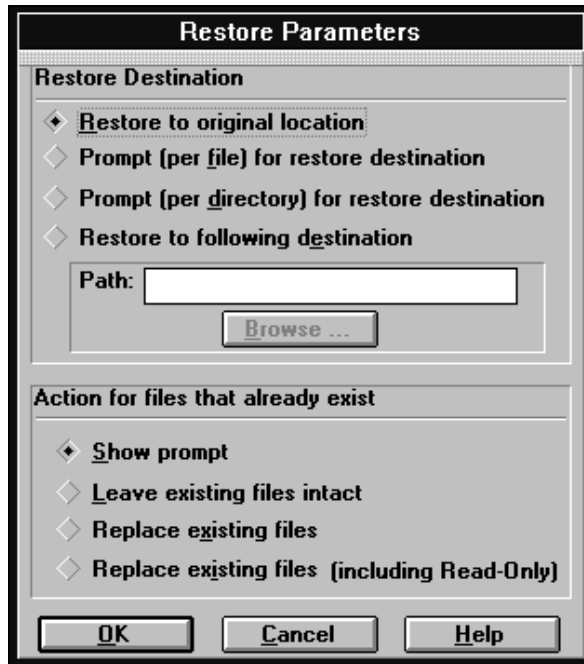 Restore Parameters
Restore Destination
Restore to original location
Prompt (per file) for restore destination
Prompt (per directory) for restore destination
Restore to following destination
Path:
Browse ...
Action for files that already exist
Show prompt
Leave existing files intact
Replace existing files
Replace existing files (including Read-Only)
OK Cancel Help